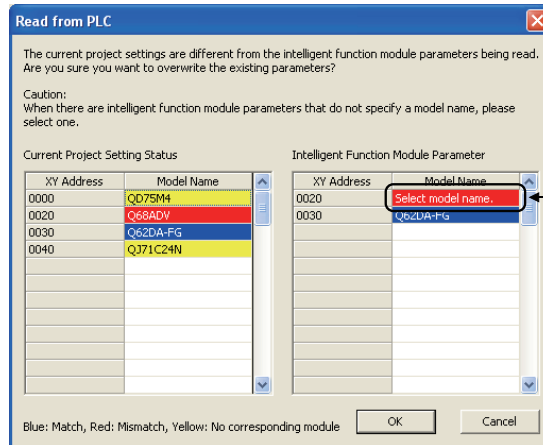 Read from PLC
The current project settings are different from the intelligent function module parameters being read.
Are you sure you want to overwrite the existing parameters?
Caution:
When there are intelligent function module parameters that do not specify a model name, please
select one.
Current Project Setting Status
XY Address Model Name
0000 QD75M4
0020 Q68ADV
0030 Q62DA-FG
0040 QJ71C24N
Intelligent Function Module Parameter
XY Address Model Name
0020 Select model name.
0030 Q62DA-FG
Blue: Match, Red: Mismatch, Yellow: No corresponding module
OK
Cancel